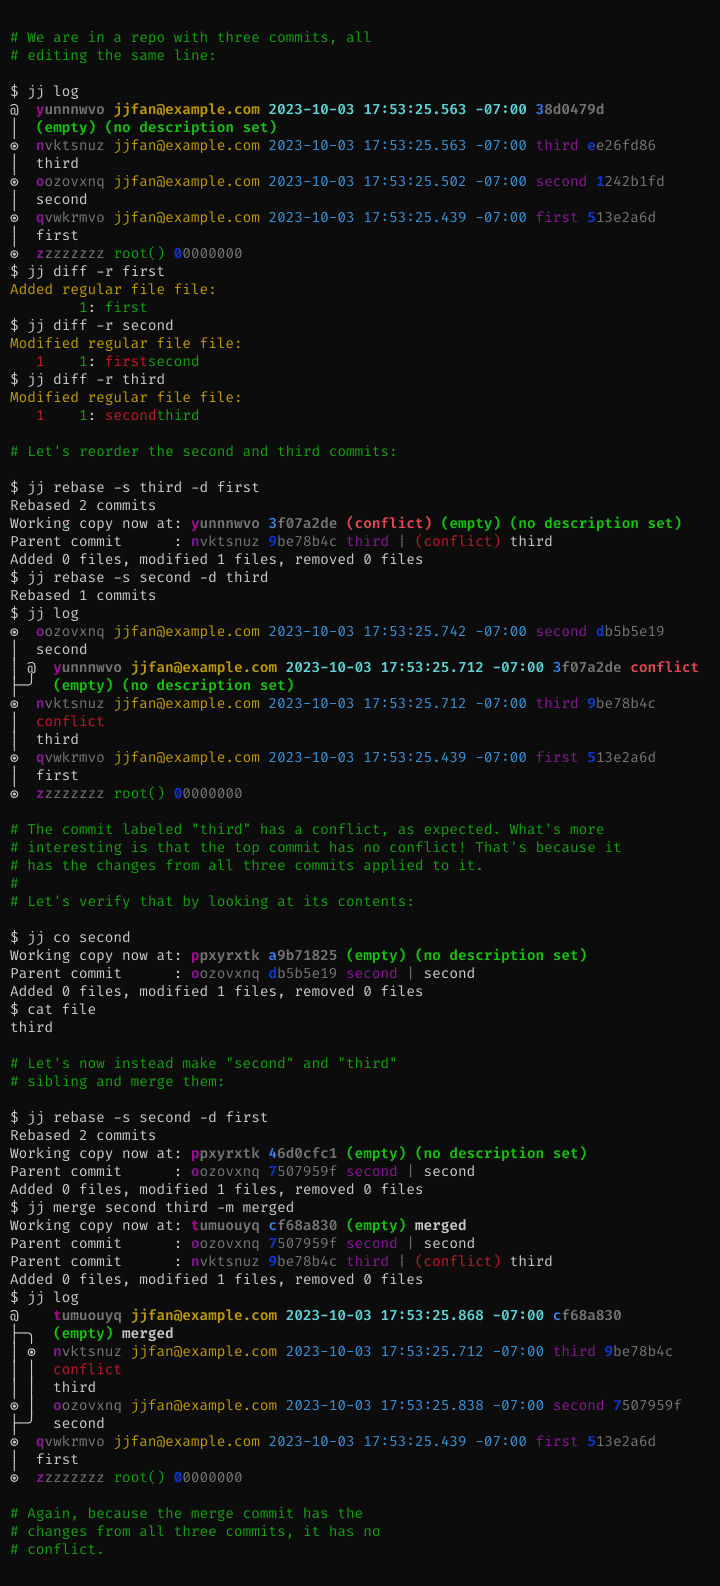 # We are in a repo with three commits, all
# editing the same line:
$ jj log
@  yunnnwvo jjfan@example.com 2023-10-03 17:53:25.563 -07:00 38d0479d
│  (empty) (no description set)
◉  nvktsnuz jjfan@example.com 2023-10-03 17:53:25.563 -07:00 third ee26fd86
│  third
◉  oozovxnq jjfan@example.com 2023-10-03 17:53:25.502 -07:00 second 1242b1fd
│  second
◉  qvwkrmvo jjfan@example.com 2023-10-03 17:53:25.439 -07:00 first 513e2a6d
│  first
◉  zzzzzzzz root() 00000000
$ jj diff -r first
Added regular file file:
        1: first
$ jj diff -r second
Modified regular file file:
   1    1: firstsecond
$ jj diff -r third
Modified regular file file:
   1    1: secondthird
# Let's reorder the second and third commits:
$ jj rebase -s third -d first
Rebased 2 commits
Working copy now at: yunnnwvo 3f07a2de (conflict) (empty) (no description set)
Parent commit      : nvktsnuz 9be78b4c third | (conflict) third
Added 0 files, modified 1 files, removed 0 files
$ jj rebase -s second -d third
Rebased 1 commits
$ jj log
◉  oozovxnq jjfan@example.com 2023-10-03 17:53:25.742 -07:00 second db5b5e19
│  second
│ @  yunnnwvo jjfan@example.com 2023-10-03 17:53:25.712 -07:00 3f07a2de conflict
├─╯  (empty) (no description set)
◉  nvktsnuz jjfan@example.com 2023-10-03 17:53:25.712 -07:00 third 9be78b4c
│  conflict
│  third
◉  qvwkrmvo jjfan@example.com 2023-10-03 17:53:25.439 -07:00 first 513e2a6d
│  first
◉  zzzzzzzz root() 00000000
# The commit labeled "third" has a conflict, as expected. What's more
# interesting is that the top commit has no conflict! That's because it
# has the changes from all three commits applied to it.
#
# Let's verify that by looking at its contents:
$ jj co second
Working copy now at: ppxyrxtk a9b71825 (empty) (no description set)
Parent commit      : oozovxnq db5b5e19 second | second
Added 0 files, modified 1 files, removed 0 files
$ cat file
third
# Let's now instead make "second" and "third"
# sibling and merge them:
$ jj rebase -s second -d first
Rebased 2 commits
Working copy now at: ppxyrxtk 46d0cfc1 (empty) (no description set)
Parent commit      : oozovxnq 7507959f second | second
Added 0 files, modified 1 files, removed 0 files
$ jj merge second third -m merged
Working copy now at: tumuouyq cf68a830 (empty) merged
Parent commit      : oozovxnq 7507959f second | second
Parent commit      : nvktsnuz 9be78b4c third | (conflict) third
Added 0 files, modified 1 files, removed 0 files
$ jj log
@    tumuouyq jjfan@example.com 2023-10-03 17:53:25.868 -07:00 cf68a830
├─╮  (empty) merged
│ ◉  nvktsnuz jjfan@example.com 2023-10-03 17:53:25.712 -07:00 third 9be78b4c
│ │  conflict
│ │  third
◉ │  oozovxnq jjfan@example.com 2023-10-03 17:53:25.838 -07:00 second 7507959f
├─╯  second
◉  qvwkrmvo jjfan@example.com 2023-10-03 17:53:25.439 -07:00 first 513e2a6d
│  first
◉  zzzzzzzz root() 00000000
# Again, because the merge commit has the
# changes from all three commits, it has no
# conflict.